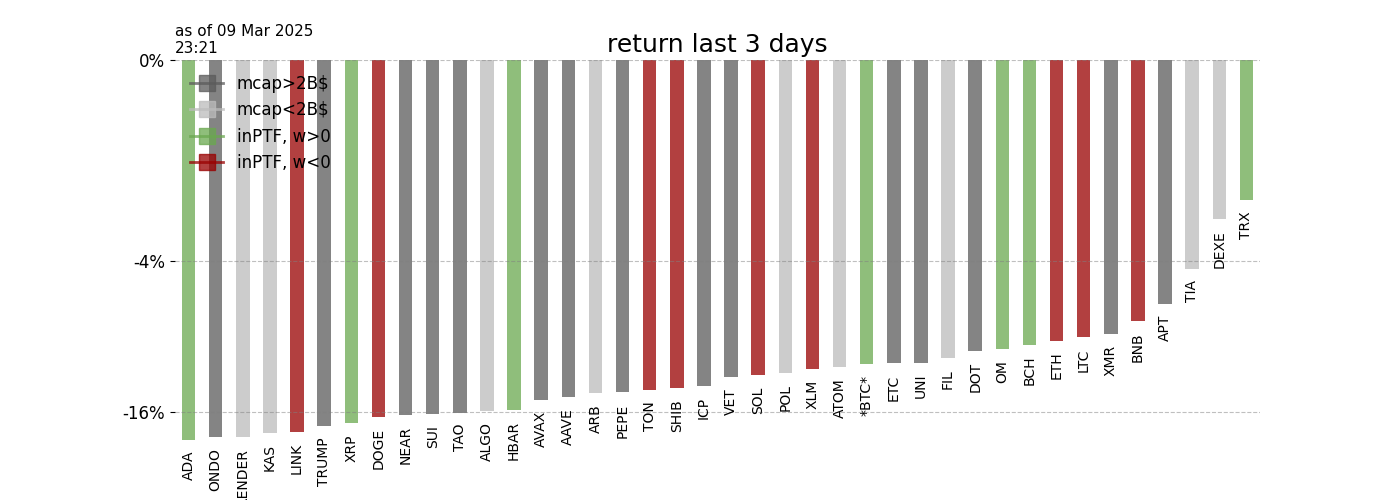 as of 09 Mar 2025
23:21
return last 3 days
0%
-4%
-16%
mcap>2B$
mcap<2B$
inPTF, w>0
inPTF, w<0
ADA
ONDO
KAS
LINK
TRUMP
XRP
DOGE
NEAR
SUI
TAO
ALGO
HBAR
AVAX
AAVE
ARB
PEPE
TON
SHIB
ICP
VET
SOL
POL
XLM
ATOM
*BTC*
ETC
UNI
FIL
DOT
OM
BCH
ETH
LTC
XMR
BNB
APT
TIA
DEXE
TRX